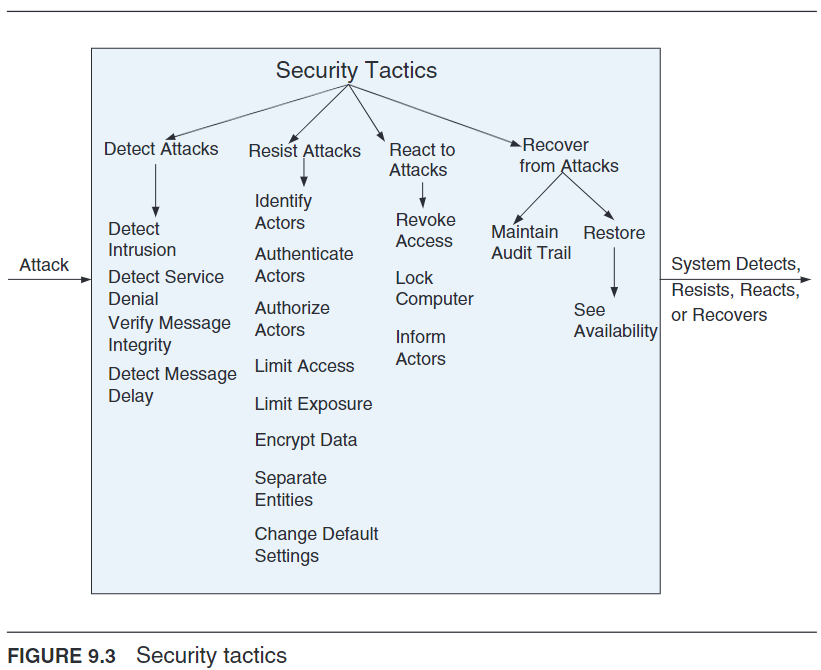 Security Tactics
Detect Attacks
Resist Attacks
React to
Attacks
Recover
from Attacks
Detect
Intrusion
Detect Service
Denial
Verify Message
Integrity
Detect Message
Delay
Identify
Actors
Authenticate
Actors
Authorize
Actors
Limit Access
Limit Exposure
Encrypt Data
Separate
Entities
Change Default
Settings
Revoke
Access
Lock
Computer
Inform
Actors
Maintain
Audit Trail
Restore
See
Availability
Attack
System Detects,
Resists, Reacts,
or Recovers
FIGURE 9.3 Security tactics